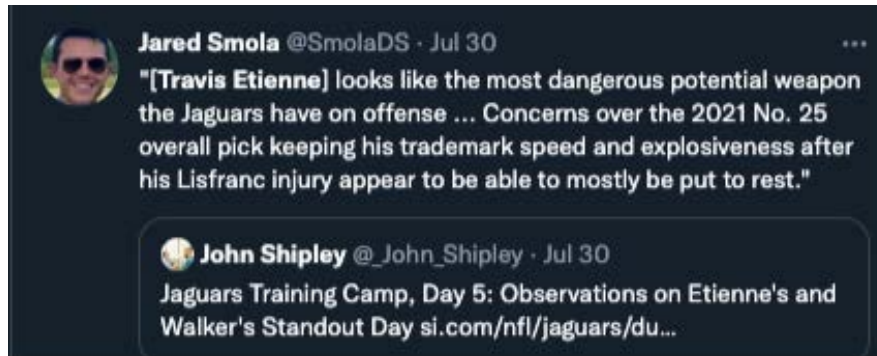 Jared Smola @SmolaDS · Jul 30
"[Travis Etienne] looks like the most dangerous potential weapon
the Jaguars have on offense ... Concerns over the 2021 No. 25
overall pick keeping his trademark speed and explosiveness after
his Lisfranc injury appear to be able to mostly be put to rest."
John Shipley @_John_Shipley · Jul 30
Jaguars Training Camp, Day 5: Observations on Etienne's and
Walker's Standout Day si.com/nfl/jaguars/du...